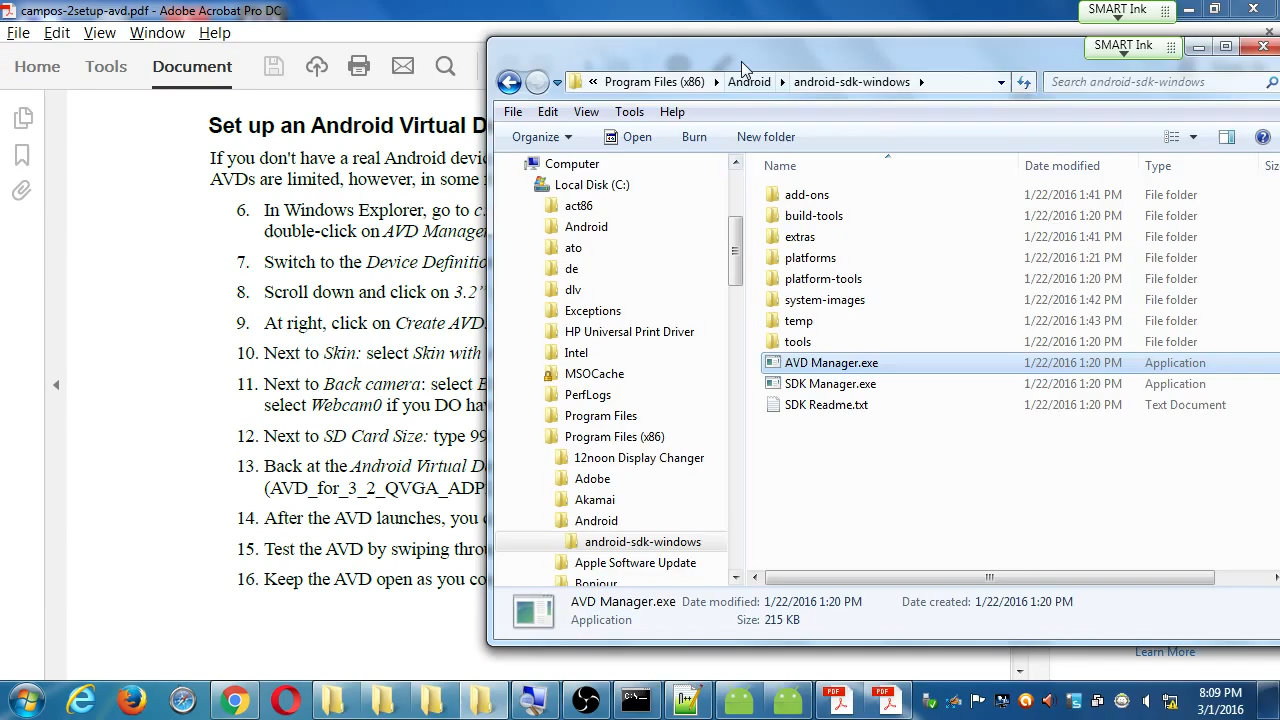 campos-2setup-avd.pdf - Adobe Acrobat Pro DC
SMART Ink
File Edit View Window Help
SMART Ink
Home Tools Document
Program Files (x86) Android android-sdk-windows
Search android-sdk-windows
File Edit View Tools Help
Organize Open Burn New folder
Set up an Android Virtual D
If you don't have a real Android devic
AVDs are limited, however, in some
6. In Windows Explorer, go to c:
double-click on AVD Manager
7. Switch to the Device Definitio
8. Scroll down and click on 3.2"
9. At right, click on Create AVD.
10. Next to Skin: select Skin with
11. Next to Back camera: select
select Webcam0 if you DO hav
12. Next to SD Card Size: type 99
13. Back at the Android Virtual De
(AVD_for_3_2_QVGA_ADP
14. After the AVD launches, you
15. Test the AVD by swiping throu
16. Keep the AVD open as you co
Computer
Local Disk (C:)
act86
Android
ato
de
dlv
Exceptions
HP Universal Print Driver
Intel
MSOCache
PerfLogs
Program Files
Program Files (x86)
12noon Display Changer
Adobe
Akamai
Android
android-sdk-windows
Apple Software Update
Bonjour
Name Date modified Type Size
add-ons 1/22/2016 1:41 PM File folder
build-tools 1/22/2016 1:20 PM File folder
extras 1/22/2016 1:41 PM File folder
platforms 1/22/2016 1:21 PM File folder
platform-tools 1/22/2016 1:20 PM File folder
system-images 1/22/2016 1:42 PM File folder
temp 1/22/2016 1:43 PM File folder
tools 1/22/2016 1:20 PM File folder
AVD Manager.exe 1/22/2016 1:20 PM Application
SDK Manager.exe 1/22/2016 1:20 PM Application
SDK Readme.txt 1/22/2016 1:20 PM Text Document
AVD Manager.exe Date modified: 1/22/2016 1:20 PM Date created: 1/22/2016 1:20 PM
Application Size: 215 KB
Learn More
8:09 PM
3/1/2016